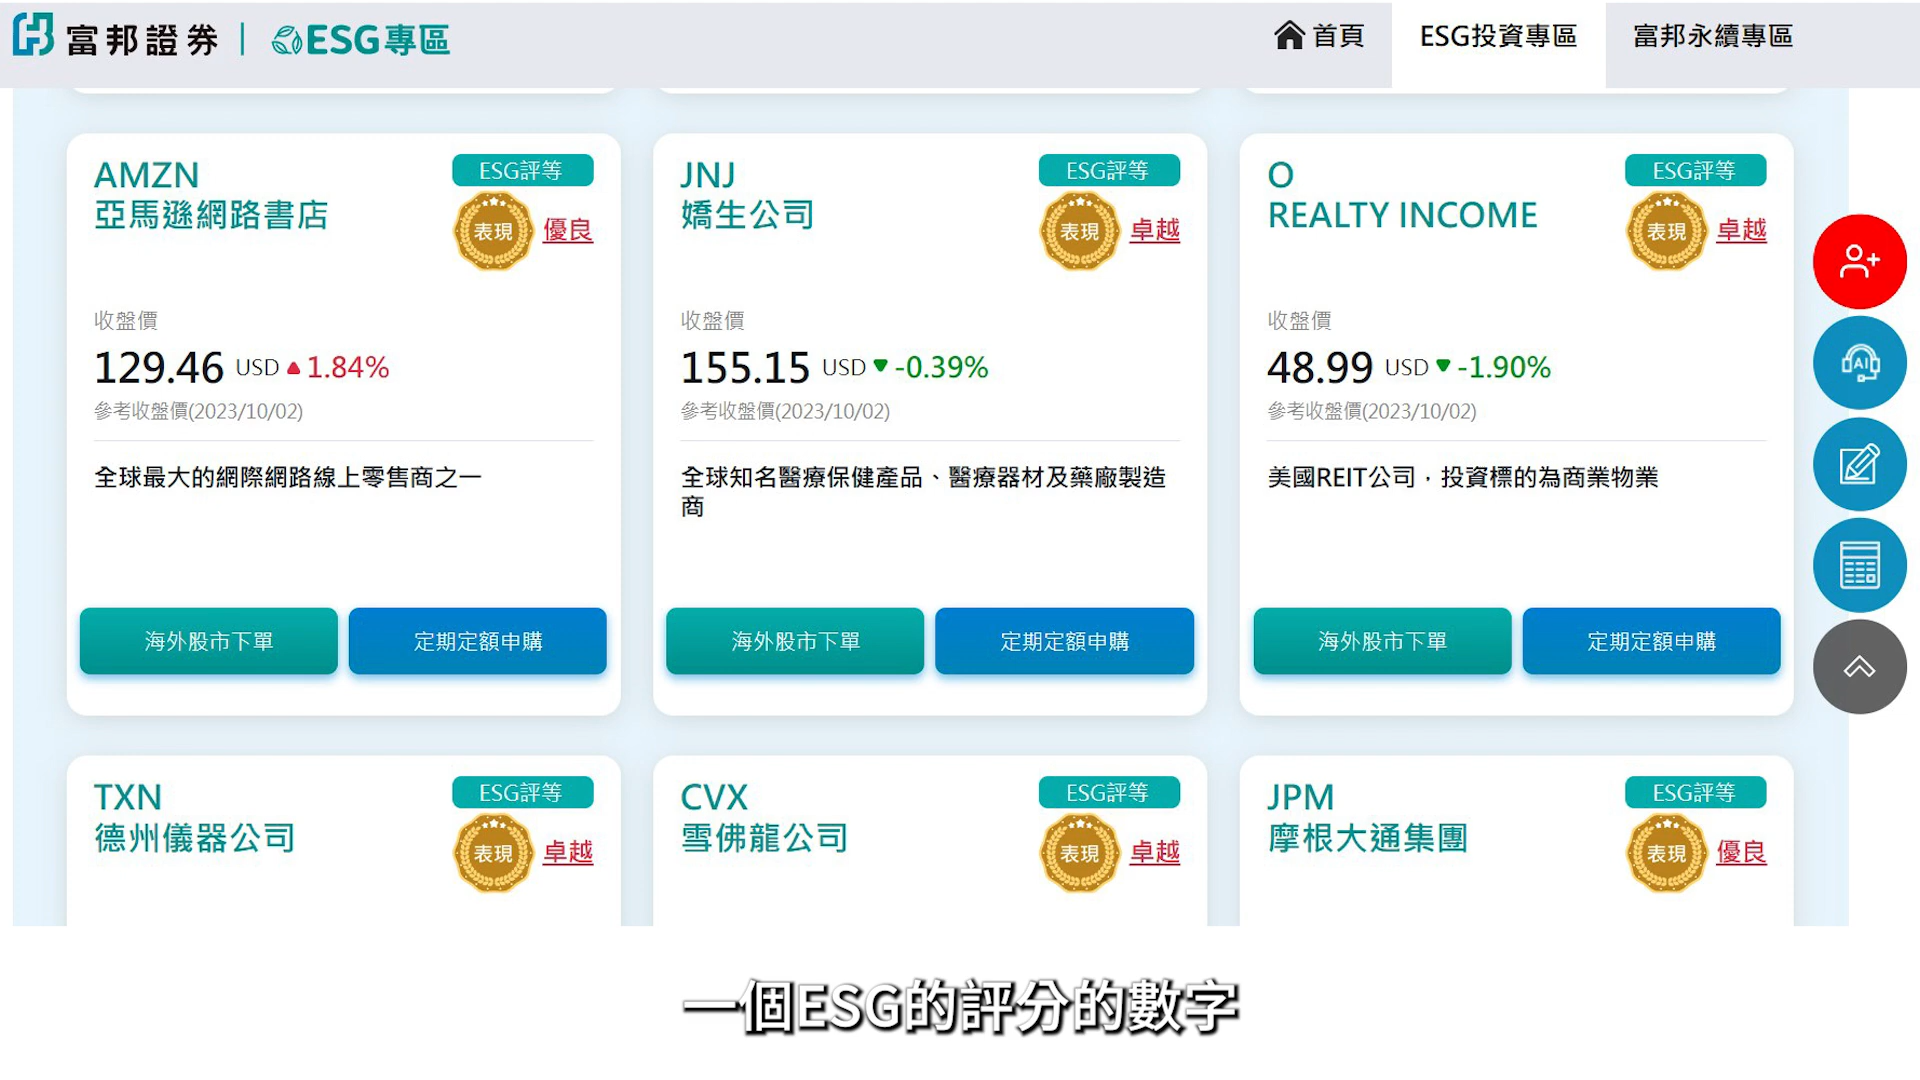 富邦證券 | ESG專區
首頁
ESG投資專區
富邦永續專區
AMZN
亞馬遜網路書店
ESG評等
表現
優良
收盤價
129.46 USD ▲1.84%
參考收盤價(2023/10/02)
全球最大的網際網路線上零售商之一
海外股市下單
定期定額申購
JNJ
嬌生公司
ESG評等
表現
卓越
收盤價
155.15 USD ▼-0.39%
參考收盤價(2023/10/02)
全球知名醫療保健產品、醫療器材及藥廠製造
商
海外股市下單
定期定額申購
O
REALTY INCOME
ESG評等
表現
卓越
收盤價
48.99 USD ▼-1.90%
參考收盤價(2023/10/02)
美國REIT公司，投資標的為商業物業
海外股市下單
定期定額申購
AI
TXN
德州儀器公司
ESG評等
表現
卓越
CVX
雪佛龍公司
ESG評等
表現
卓越
JPM
摩根大通集團
ESG評等
表現
優良
一個ESG的評分的數字